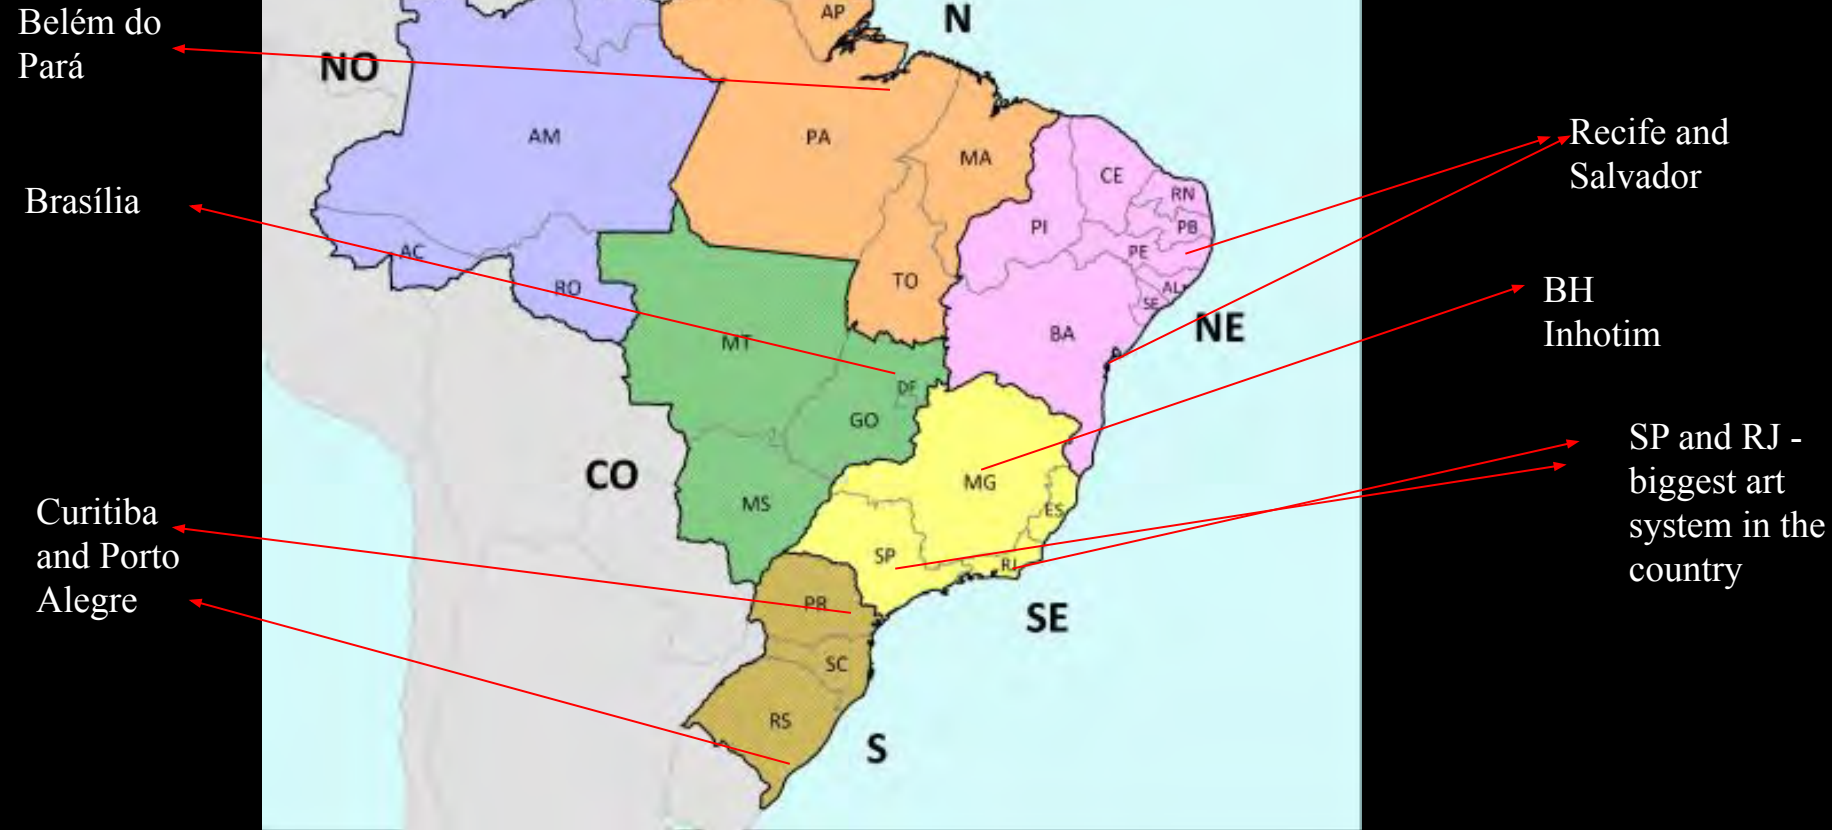 Belém do
Pará
AP
N
NO
AM
PA
MA
Recife and
Salvador
CE
RN
Brasília
PI
PB
PE
AC
TO
RO
AL
SE
BH
Inhotim
NE
BA
MT
DF
GO
SP and RJ -
biggest art
system in the
country
CO
MG
MS
ES
Curitiba
and Porto
Alegre
SP
RJ
PR
SE
SC
RS
S